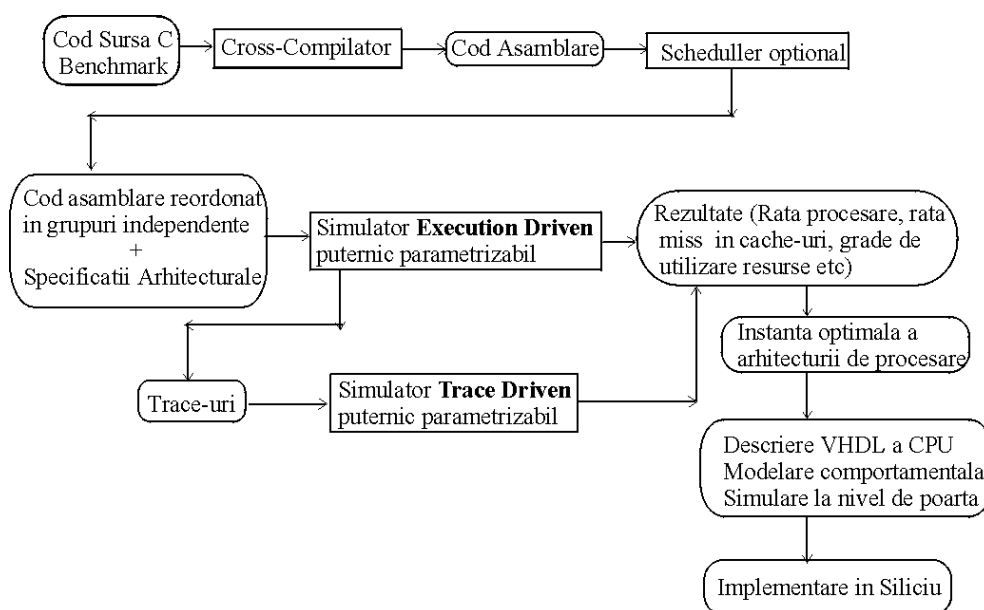 Cod Sursa C
Benchmark
Cross-Compilator
Cod Asamblare
Scheduller optional
Cod asamblare reordonat
in grupuri independente
+
Specificatii Arhitecturale
Simulator Execution Driven
puternic parametrizabil
Rezultate (Rata procesare, rata
miss in cache-uri, grade de
utilizare resurse etc)
Instanta optimala a
arhitecturii de procesare
Trace-uri
Simulator Trace Driven
puternic parametrizabil
Descriere VHDL a CPU
Modelare comportamentala
Simulare la nivel de poarta
Implementare in Siliciu